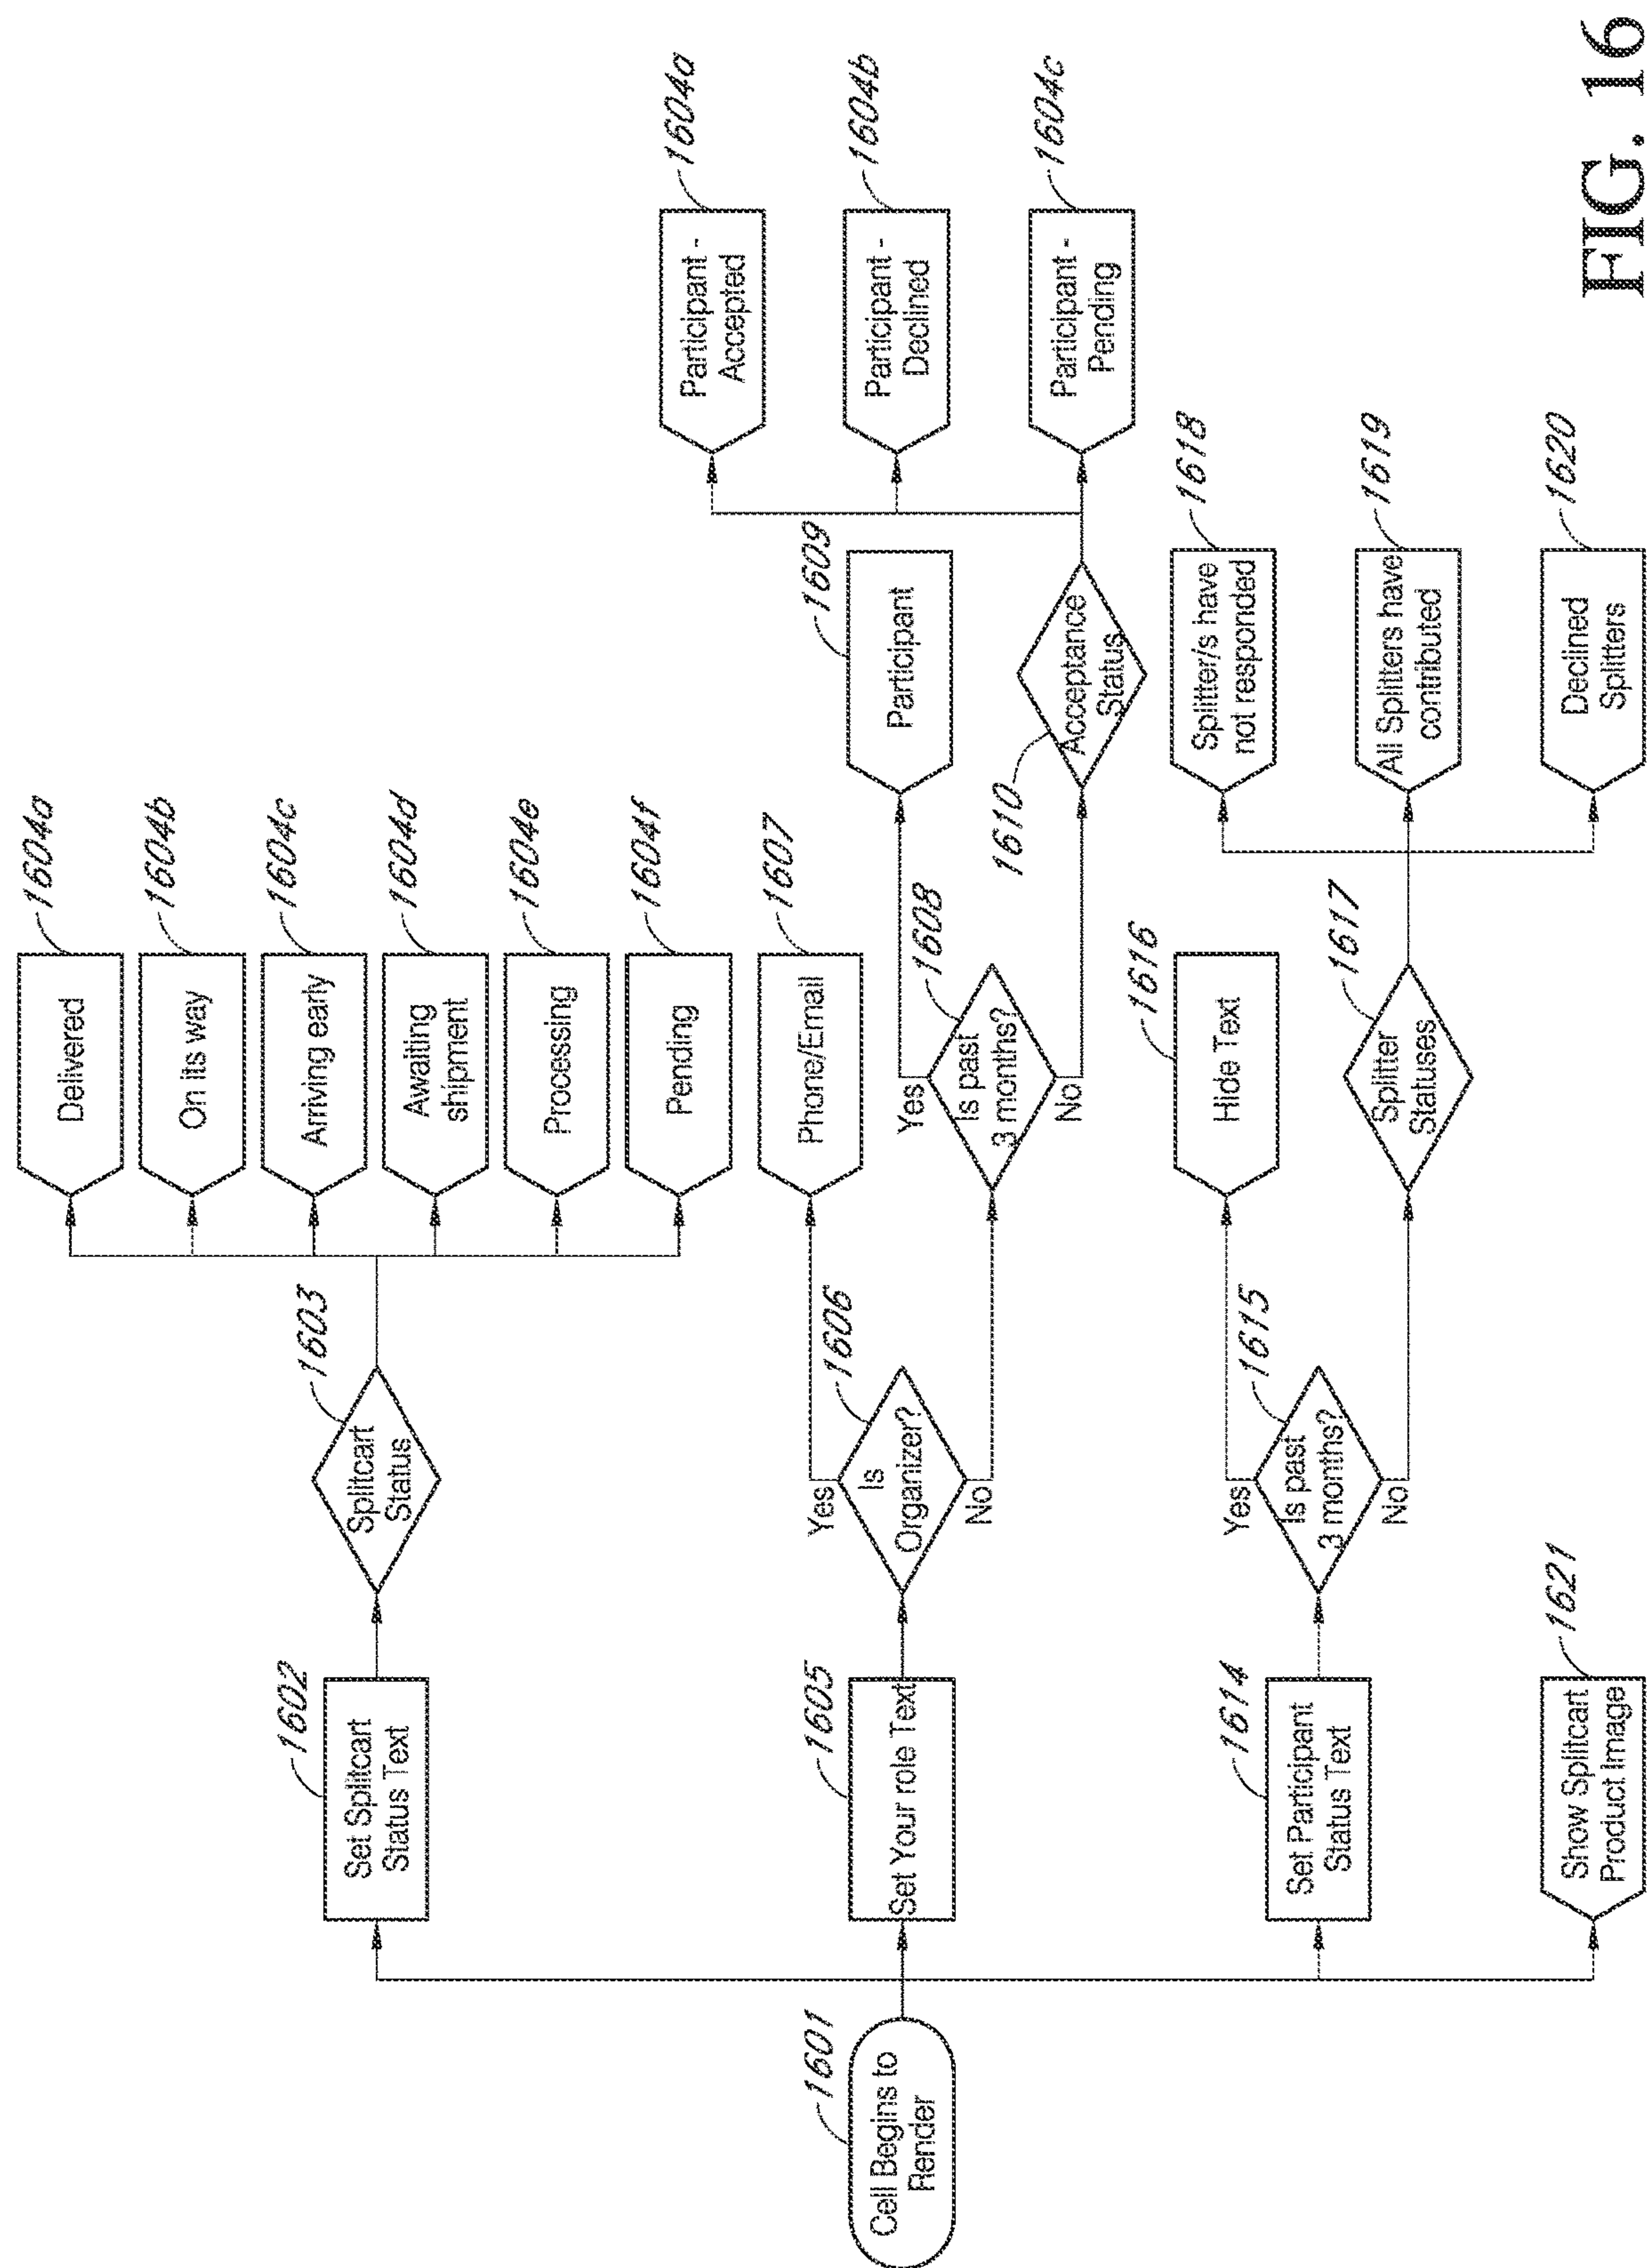 Cell Begins to
Render
1601
Set Splitcart
Status Text
1602
Splitcart
Status
1603
Delivered
1604a
On its way
1604b
Arriving early
1604c
Awaiting
shipment
1604d
Processing
1604e
Pending
1604f
Set Your role Text
1605
Is
Organizer?
1606
Yes
No
Phone/Email
1607
Is past
3 months?
1608
Yes
No
Participant
1609
Acceptance
Status
1610
Participant -
Accepted
1604a
Participant -
Declined
1604b
Participant -
Pending
1604c
Set Participant
Status Text
1614
Is past
3 months?
1615
Yes
No
Hide Text
1616
Splitter
Statuses
1617
Splitter/s have
not responded
1618
All Splitters have
contributed
1619
Declined
Splitters
1620
Show Splitcart
Product Image
1621
FIG. 16